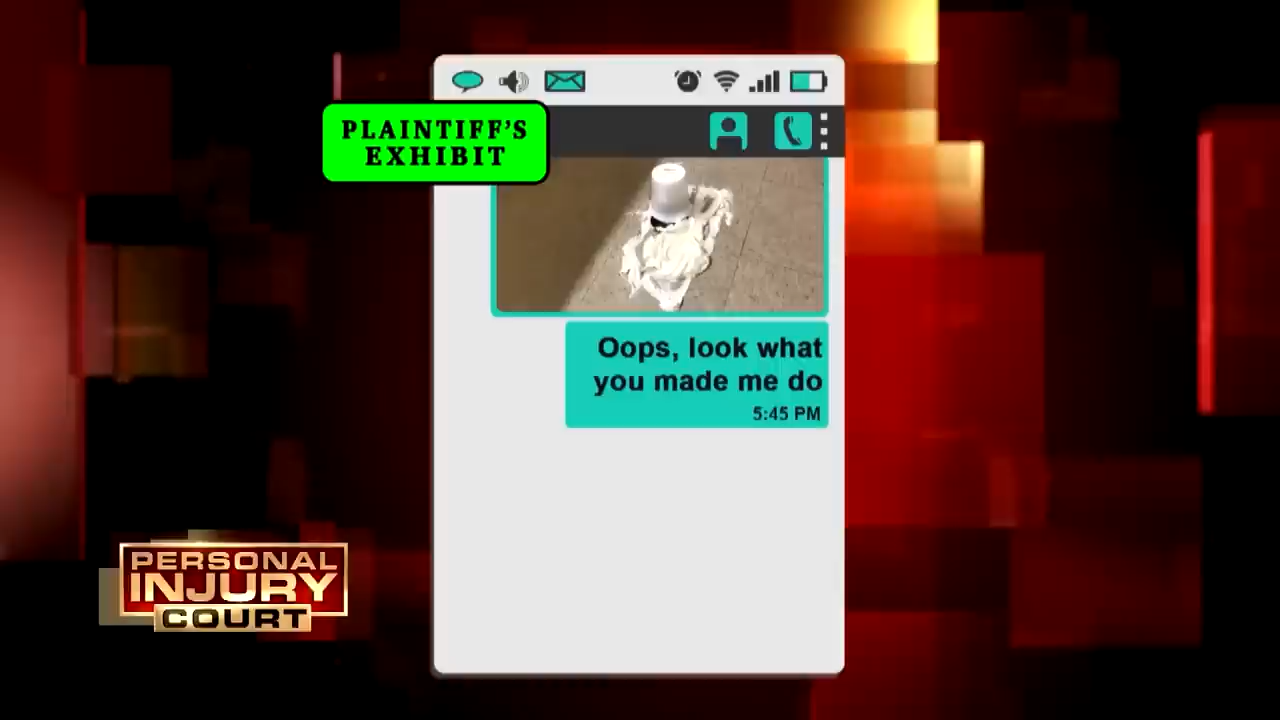 PLAINTIFF'S
EXHIBIT
Oops, look what
you made me do
5:45 PM
PERSONAL
INJURY
COURT